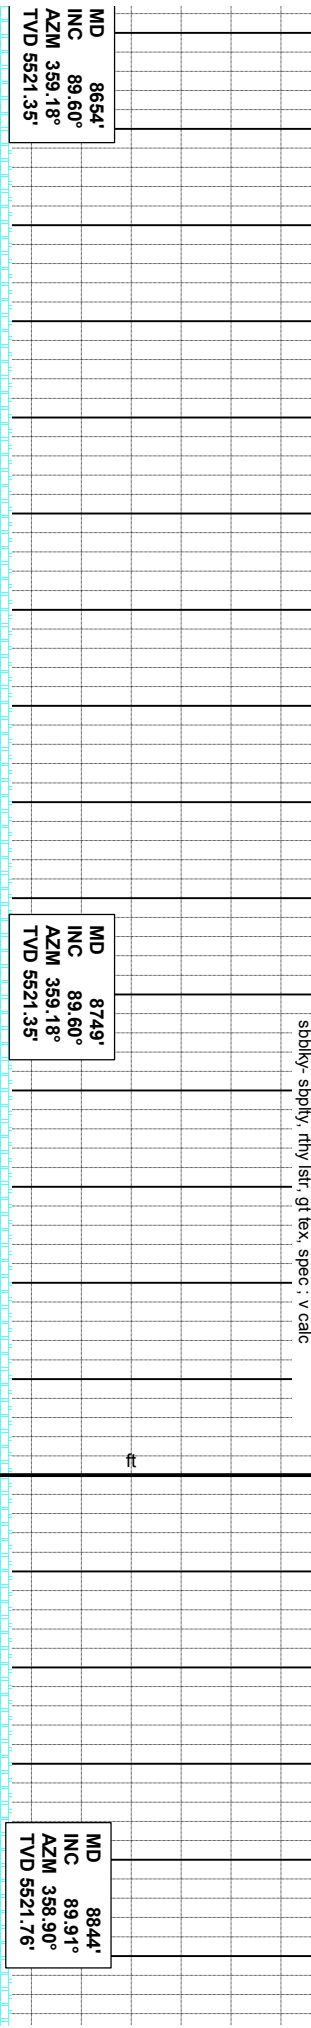 MD 8654'
INC 89.60°
AZM 359.18°
TVD 5521.35'
MD 8749'
INC 89.60°
AZM 359.18°
TVD 5521.35'
sbblky- sbplty, rthy lstr, gt tex, spec ; v calc
ft
MD 8844'
INC 89.91°
AZM 358.90°
TVD 5521.76'